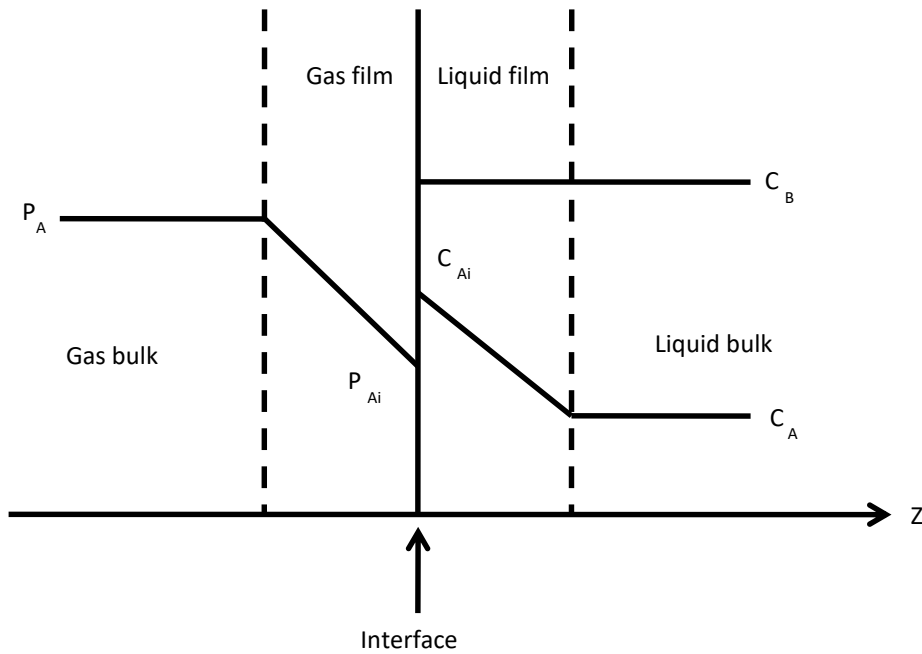 Gas film
Liquid film
C B
P A
C Ai
Gas bulk
Liquid bulk
P Ai
C A
Z
Interface